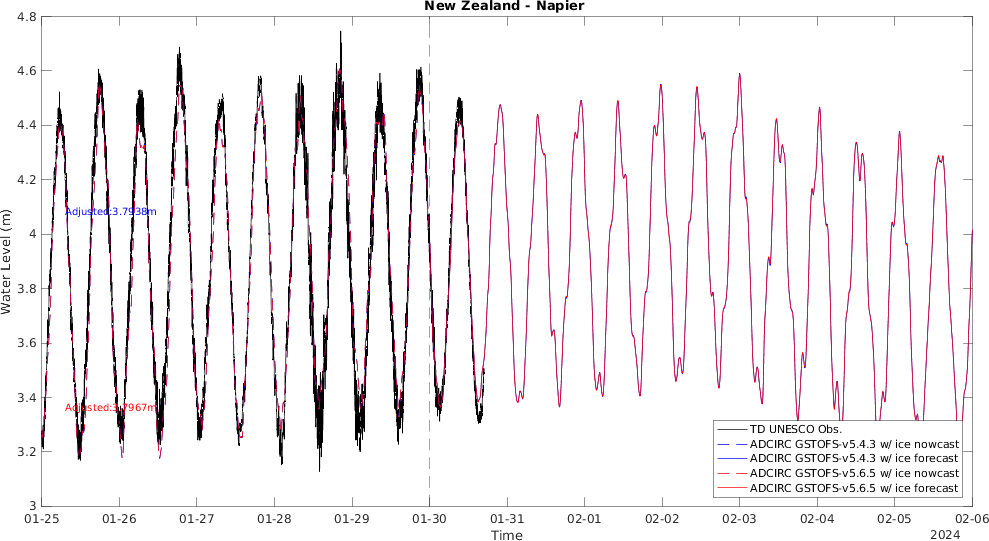 New Zealand - Napier
4.8
4.6
4.4
4.2
4
3.8
3.6
3.4
3.2
3
Water Level (m)
Adjusted:3.7938m
Adjusted:3.7967m
TD UNESCO Obs.
ADCIRC GSTOFS-v5.4.3 w/ ice nowcast
ADCIRC GSTOFS-v5.4.3 w/ ice forecast
ADCIRC GSTOFS-v5.6.5 w/ ice nowcast
ADCIRC GSTOFS-v5.6.5 w/ ice forecast
01-25 01-26 01-27 01-28 01-29 01-30 01-31 02-01 02-02 02-03 02-04 02-05 02-06
Time
2024